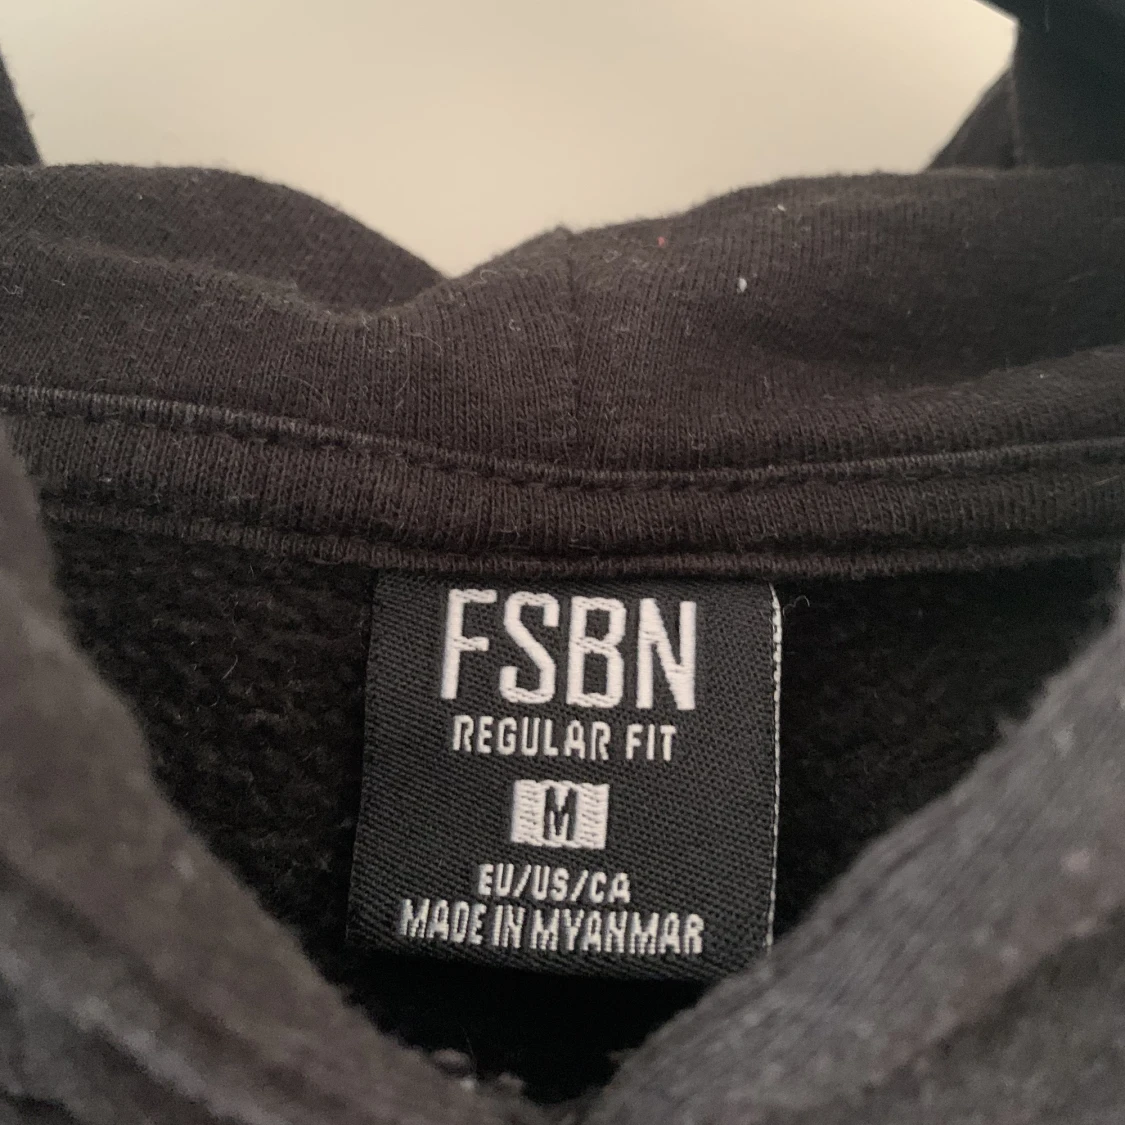 FSBN
REGULAR FIT
M
EU/US/CA
MADE IN MYANMAR